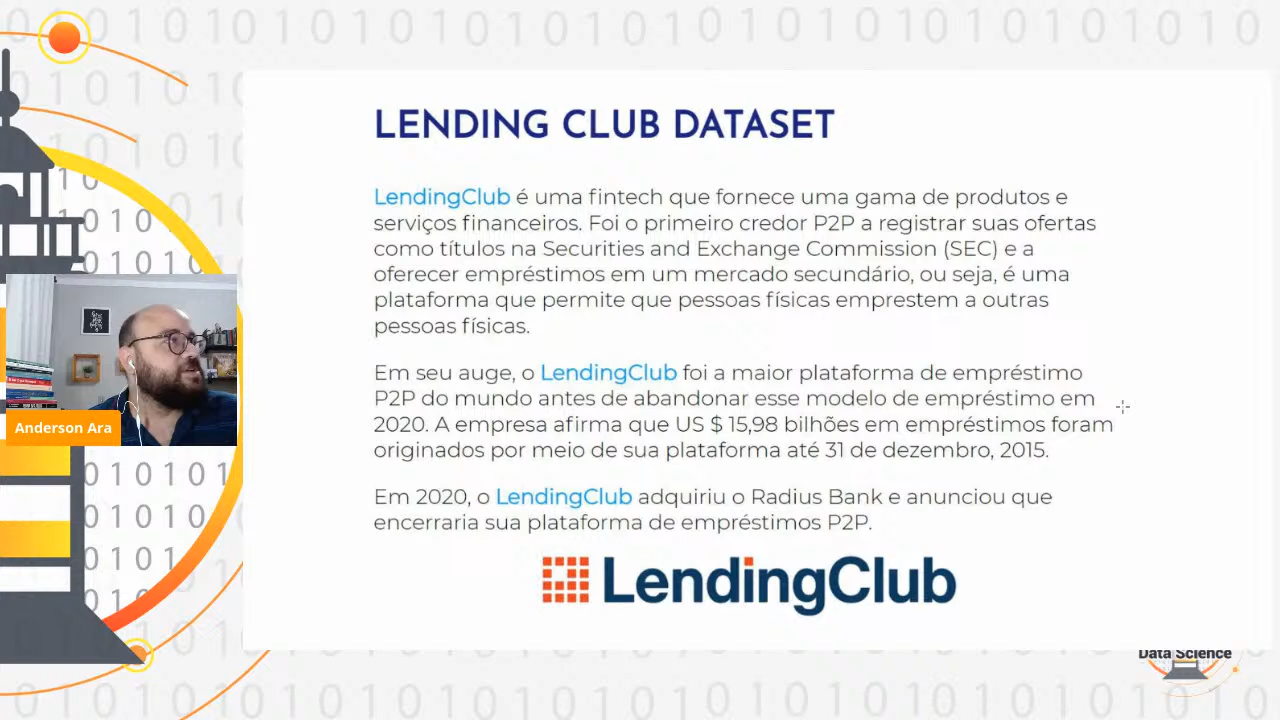 LENDING CLUB DATASET
LendingClub é uma fintech que fornece uma gama de produtos e
serviços financeiros. Foi o primeiro credor P2P a registrar suas ofertas
como títulos na Securities and Exchange Commission (SEC) e a
oferecer empréstimos em um mercado secundário, ou seja, é uma
plataforma que permite que pessoas físicas emprestem a outras
pessoas físicas.
Em seu auge, o LendingClub foi a maior plataforma de empréstimo
P2P do mundo antes de abandonar esse modelo de empréstimo em
2020. A empresa afirma que US $ 15,98 bilhões em empréstimos foram
originados por meio de sua plataforma até 31 de dezembro, 2015.
Em 2020, o LendingClub adquiriu o Radius Bank e anunciou que
encerraria sua plataforma de empréstimos P2P.
LendingClub
Anderson Ara
Data Science